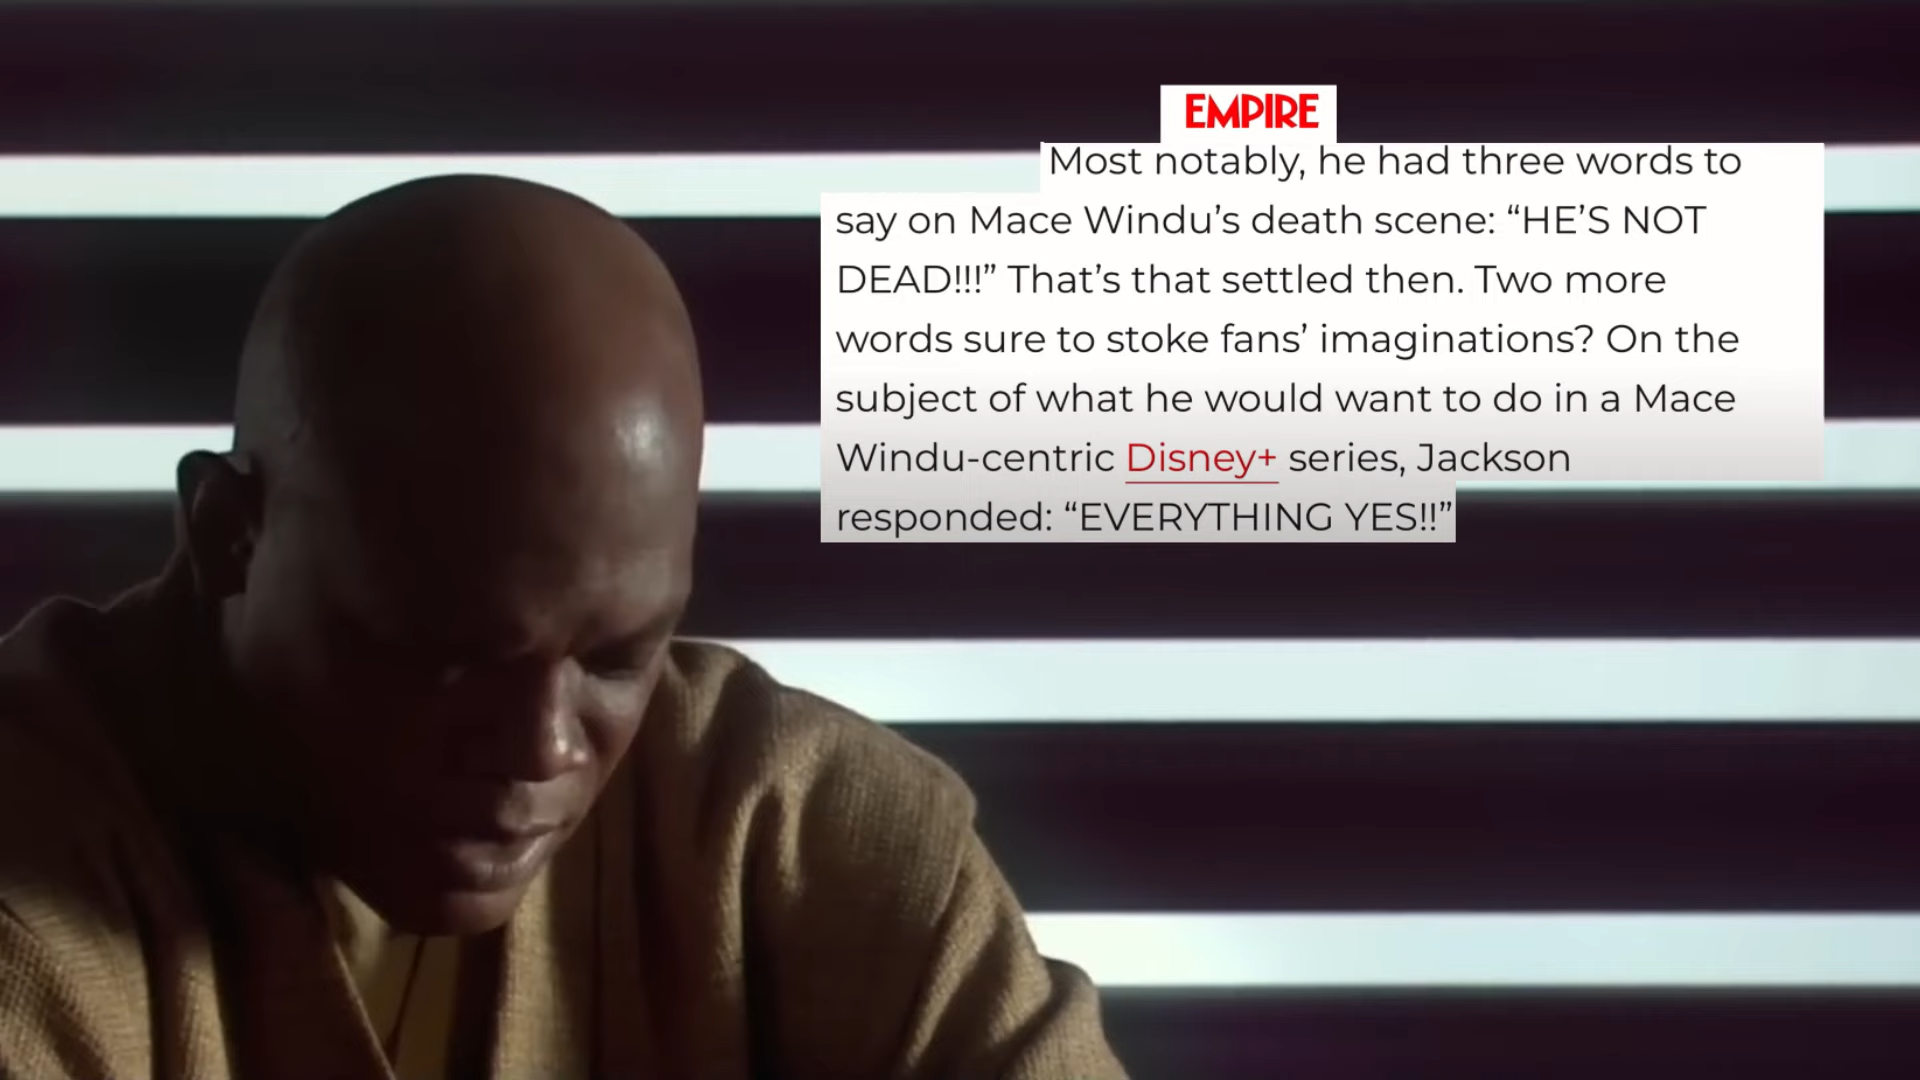 EMPIRE
Most notably, he had three words to
say on Mace Windu’s death scene: “HE’S NOT
DEAD!!!” That’s that settled then. Two more
words sure to stoke fans’ imaginations? On the
subject of what he would want to do in a Mace
Windu-centric Disney+ series, Jackson
responded: “EVERYTHING YES!!”